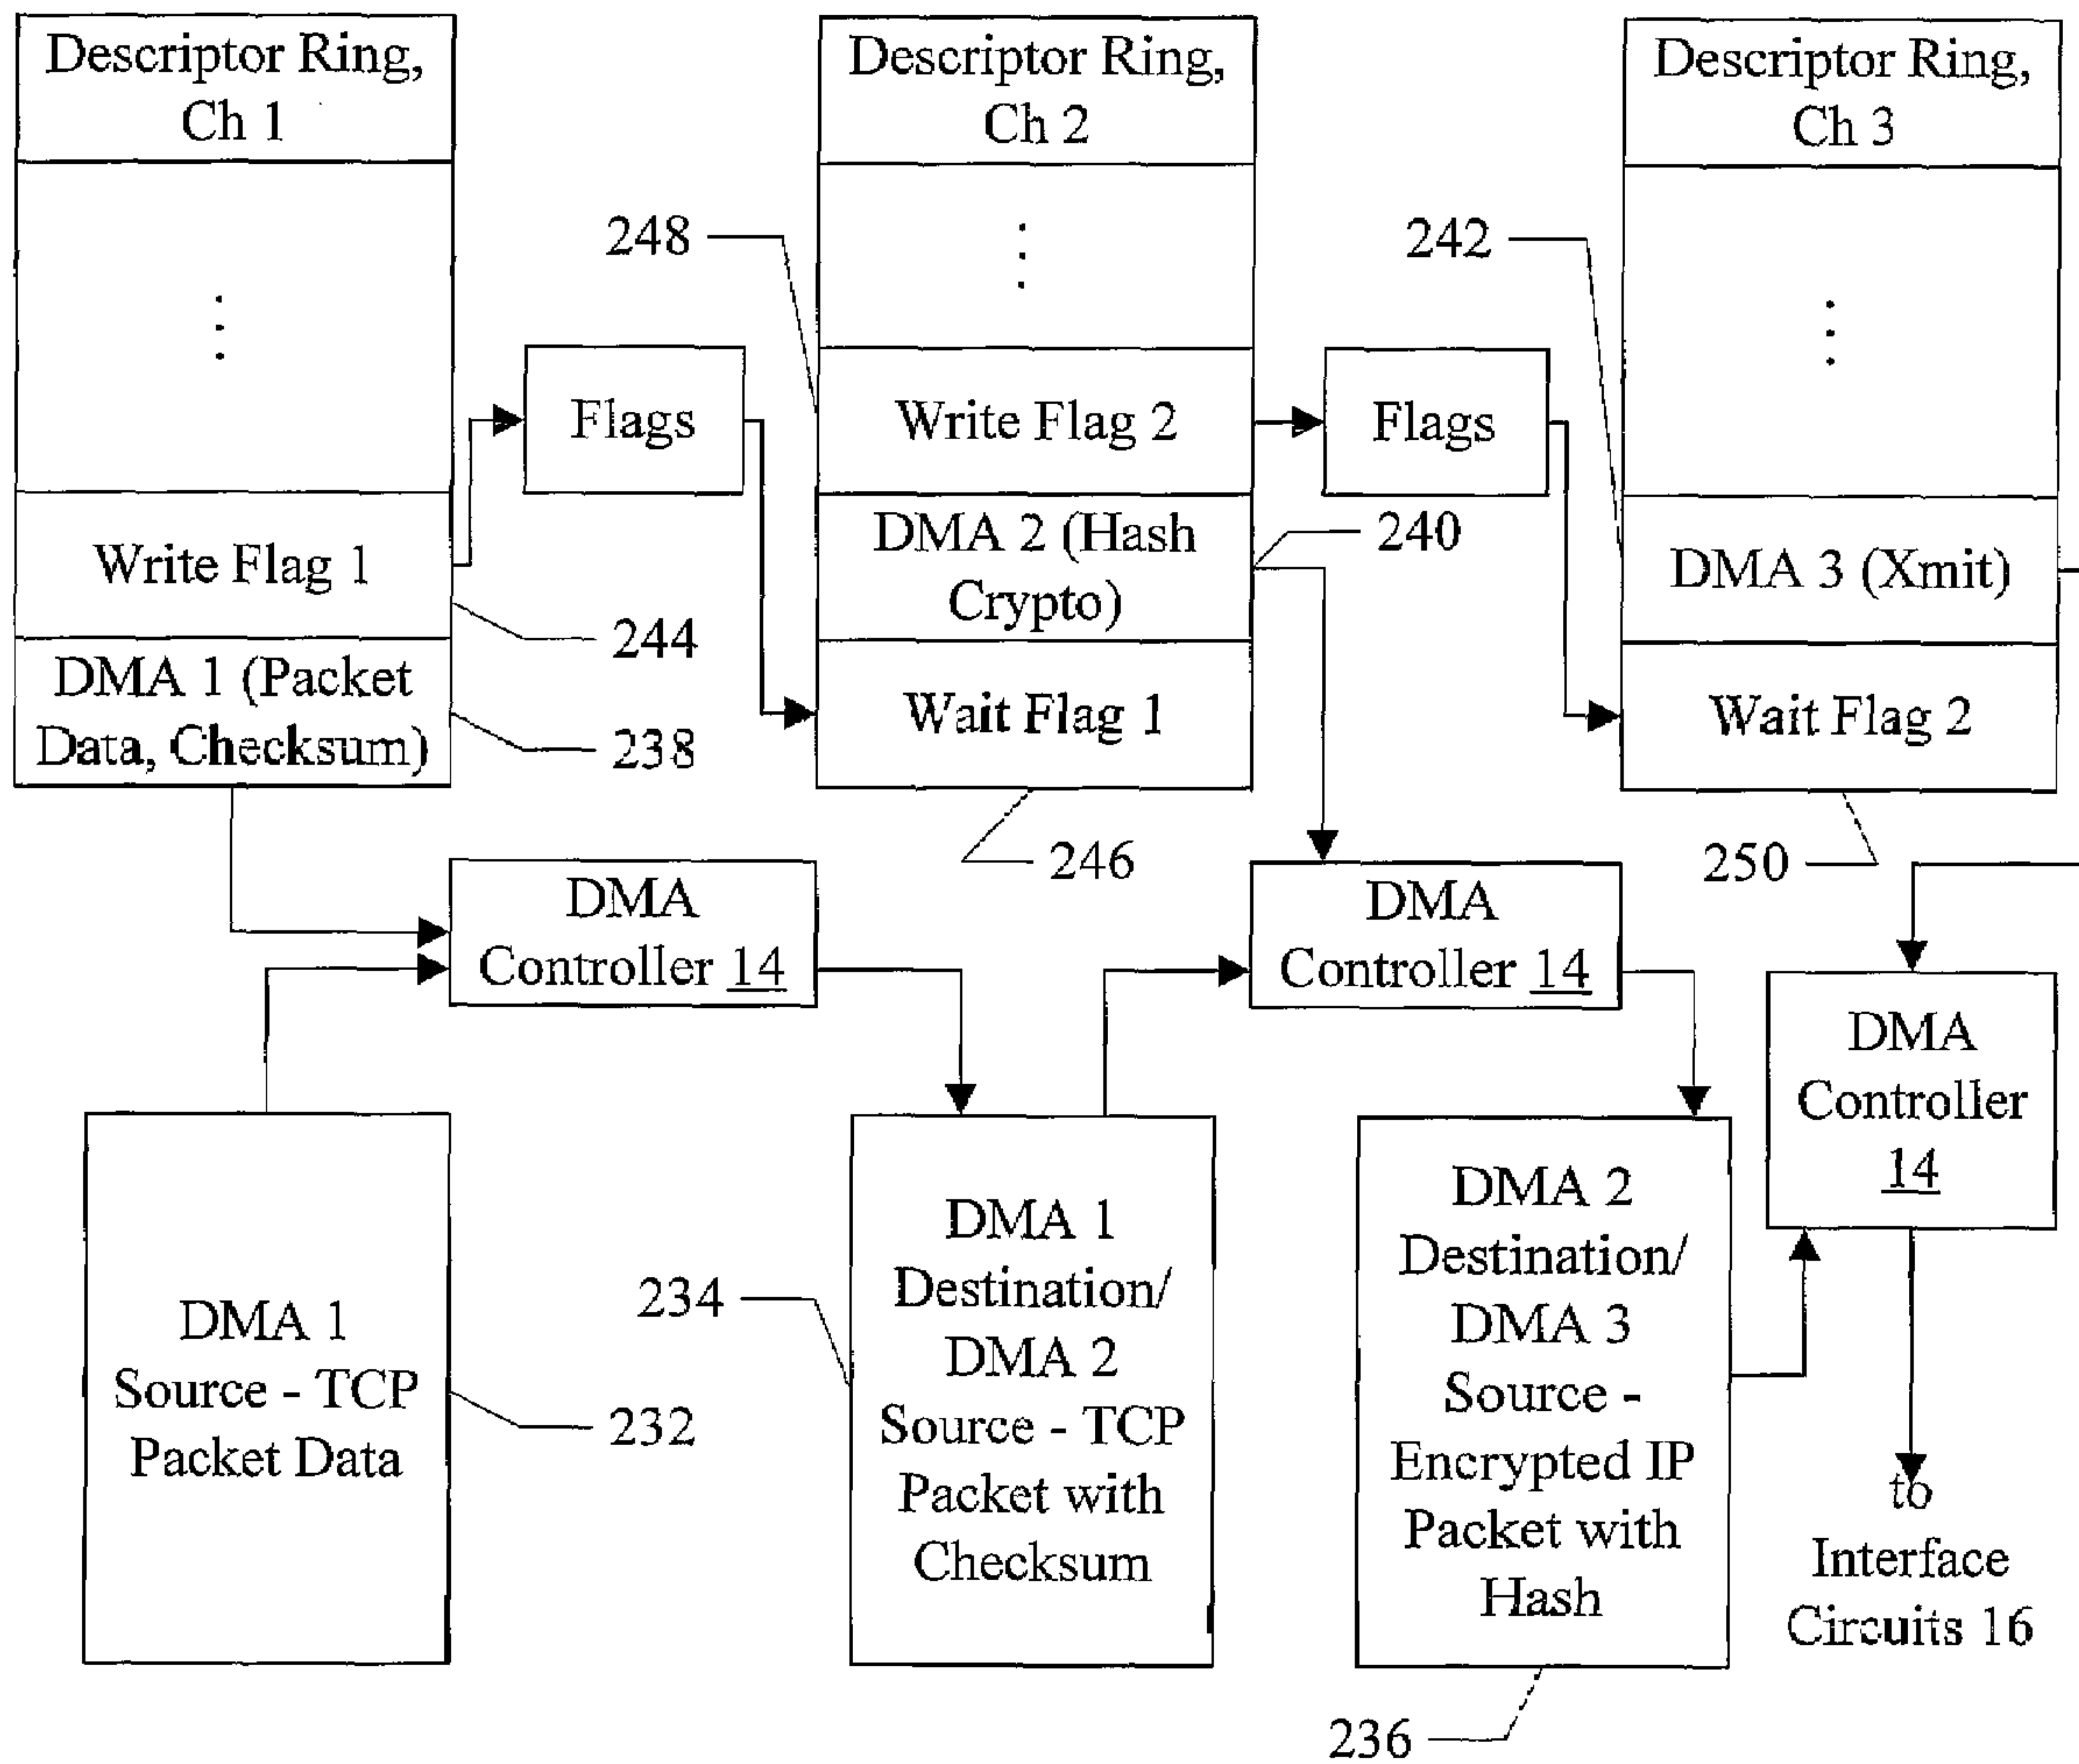 Descriptor Ring,
Ch 1
Write Flag 1
DMA 1 (Packet
Data, Checksum)
244
238
Flags
Descriptor Ring,
Ch 2
248
Write Flag 2
DMA 2 (Hash
Crypto)
240
Wait Flag 1
246
Flags
Descriptor Ring,
Ch 3
242
DMA 3 (Xmit)
Wait Flag 2
250
DMA
Controller 14
DMA
Controller 14
DMA
Controller
14
DMA 1
Source - TCP
Packet Data
232
234
DMA 1
Destination/
DMA 2
Source - TCP
Packet with
Checksum
DMA 2
Destination/
DMA 3
Source -
Encrypted IP
Packet with
Hash
236
to
Interface
Circuits 16